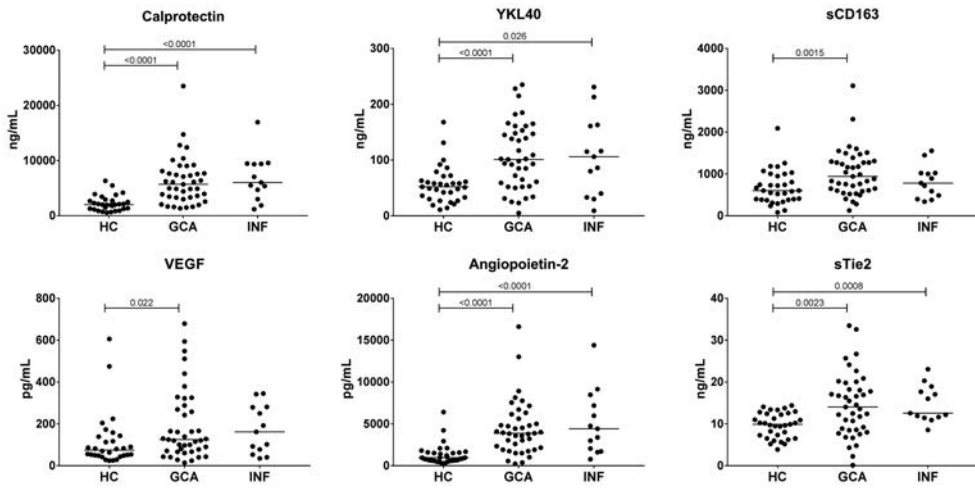 Calprotectin
30000
20000
10000
0
ng/mL
<0.0001
<0.0001
HC GCA INF
YKL40
300
200
100
0
ng/mL
0.026
<0.0001
HC GCA INF
sCD163
4000
3000
2000
1000
0
ng/mL
0.0015
HC GCA INF
VEGF
800
600
400
200
0
pg/mL
0.022
HC GCA INF
Angiopoietin-2
20000
15000
10000
5000
0
pg/mL
<0.0001
<0.0001
HC GCA INF
sTie2
40
30
20
10
0
ng/mL
0.0008
0.0023
HC GCA INF